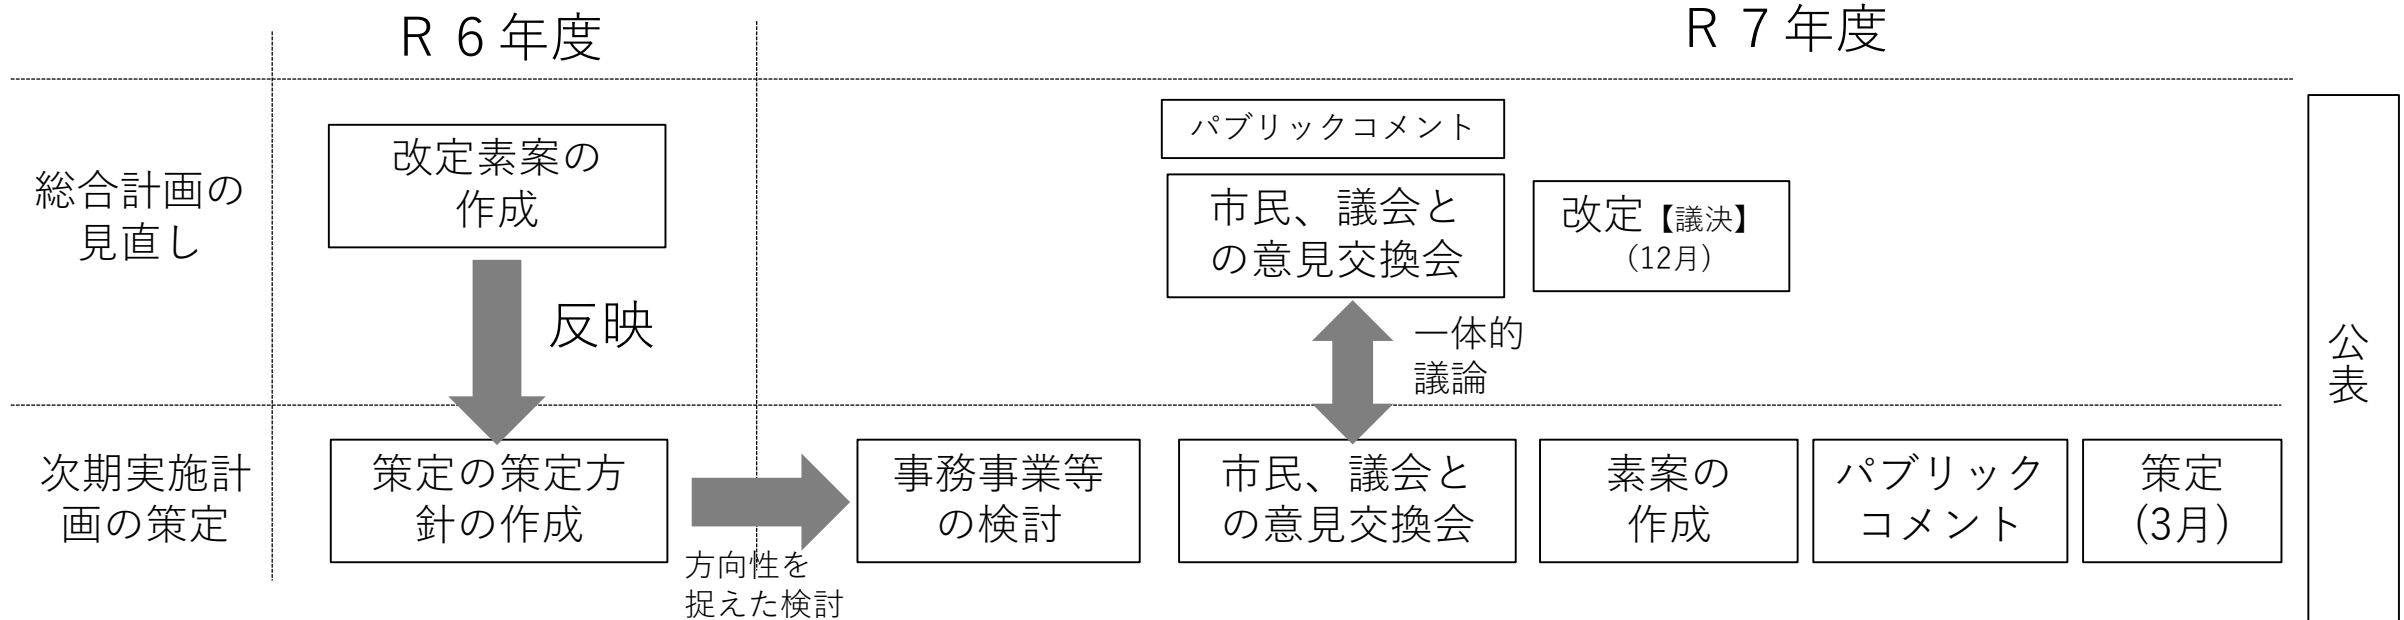 R６年度
R７年度
総合計画の
見直し
改定素案の
作成
反映
パブリックコメント
市民、議会と
の意見交換会
改定【議決】
（12月）
一体的
議論
公
表
次期実施計
画の策定
策定の策定方
針の作成
方向性を
捉えた検討
事務事業等
の検討
市民、議会と
の意見交換会
素案の
作成
パブリック
コメント
策定
（3月）